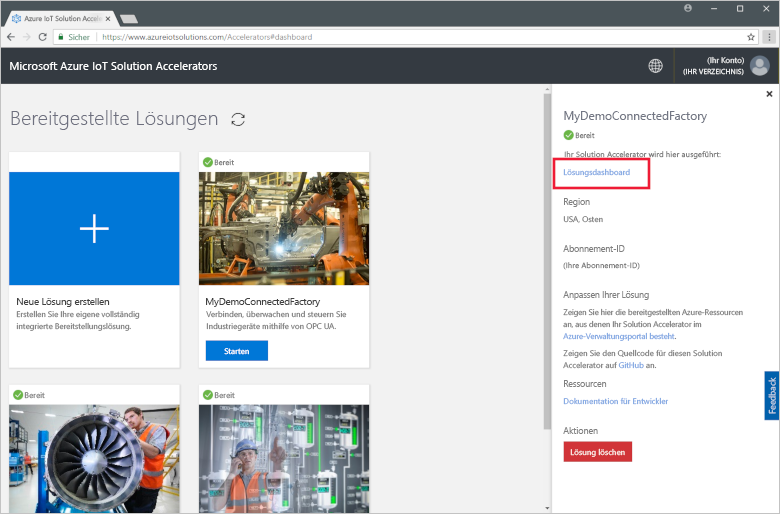 Azure IoT Solution Accele
Sicher
https://www.azureiotsolutions.com/Accelerators#dashboard
Microsoft Azure IoT Solution Accelerators
(Ihr Konto)
(IHR VERZEICHNIS)
Bereitgestellte Lösungen
Neue Lösung erstellen
Erstellen Sie Ihre eigene vollständig
integrierte Bereitstellungslösung.
Bereit
MyDemoConnectedFactory
Verbinden, überwachen und steuern Sie
Industriegeräte mithilfe von OPC UA.
Starten
Bereit
Bereit
MyDemoConnectedFactory
Bereit
Ihr Solution Accelerator wird hier ausgeführt:
Lösungsdashboard
Region
USA, Osten
Abonnement-ID
(Ihre Abonnement-ID)
Anpassen Ihrer Lösung
Zeigen Sie hier die bereitgestellten Azure-Ressourcen
an, aus denen Ihr Solution Accelerator im
Azure-Verwaltungsportal besteht.
Zeigen Sie den Quellcode für diesen Solution
Accelerator auf GitHub an.
Ressourcen
Dokumentation für Entwickler
Aktionen
Lösung löschen
Feedback